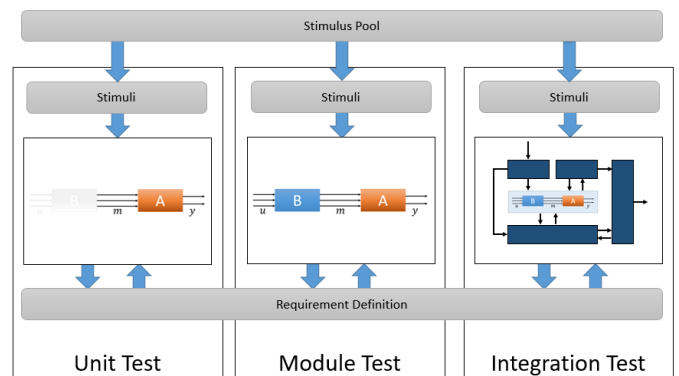 Stimulus Pool
Stimuli
Stimuli
Stimuli
u B m A y
u B m A y
u B m A y
Requirement Definition
Unit Test
Module Test
Integration Test